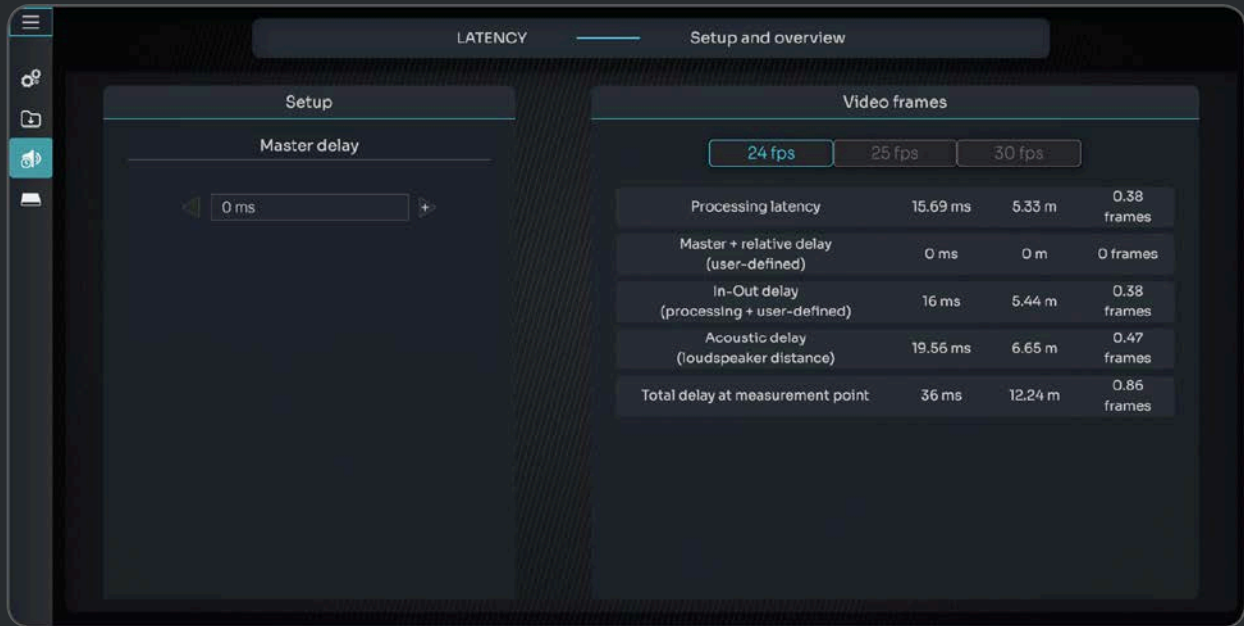 LATENCY Setup and overview
Setup
Master delay
0 ms
+
Video frames
24 fps 25 fps 30 fps
Processing latency 15.69 ms 5.33 m 0.38
frames
Master + relative delay
(user-defined) 0 ms 0 m 0 frames
In-Out delay
(processing + user-defined) 16 ms 5.44 m 0.38
frames
Acoustic delay
(loudspeaker distance) 19.56 ms 6.65 m 0.47
frames
Total delay at measurement point 36 ms 12.24 m 0.86
frames